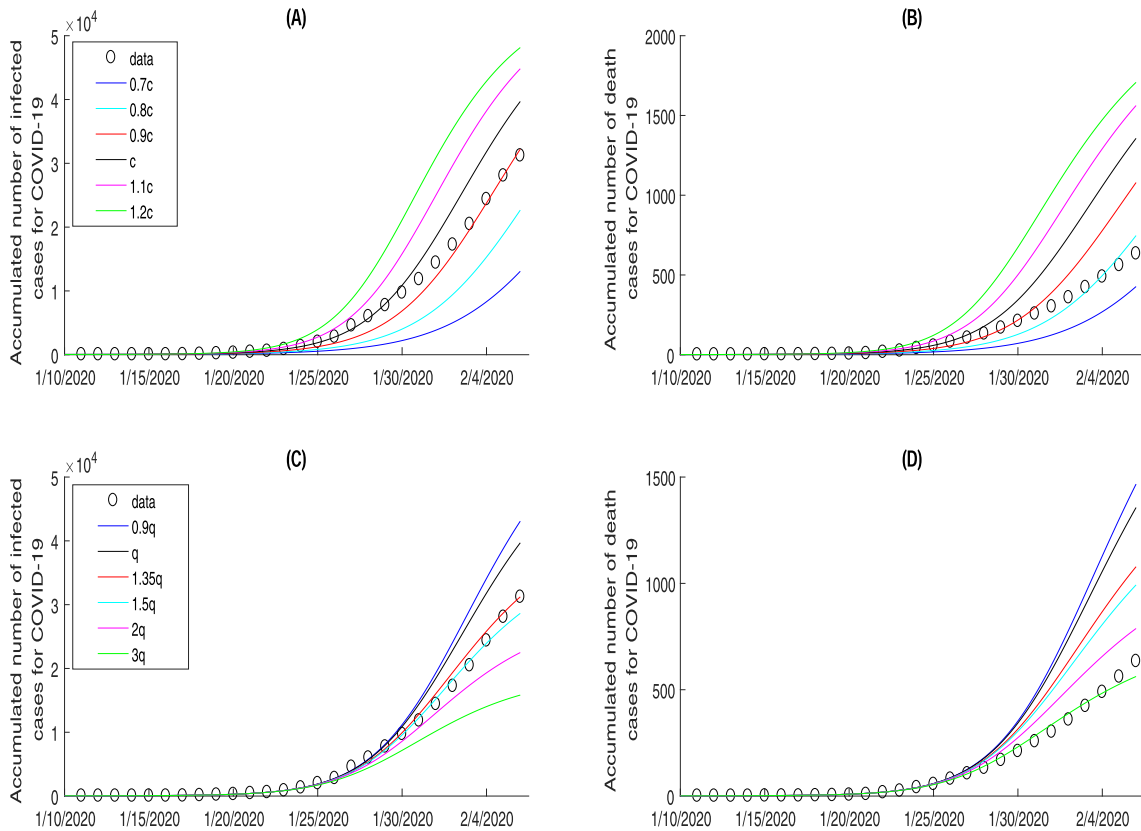 (A)
×10⁴
5
4
3
2
1
0
Accumulated number of infected
cases for COVID-19
data
0.7c
0.8c
0.9c
c
1.1c
1.2c
1/10/2020 1/15/2020 1/20/2020 1/25/2020 1/30/2020 2/4/2020
(B)
2000
1500
1000
500
0
Accumulated number of death
cases for COVID-19
1/10/2020 1/15/2020 1/20/2020 1/25/2020 1/30/2020 2/4/2020
(C)
×10⁴
5
4
3
2
1
0
Accumulated number of infected
cases for COVID-19
data
0.9q
q
1.35q
1.5q
2q
3q
1/10/2020 1/15/2020 1/20/2020 1/25/2020 1/30/2020 2/4/2020
(D)
1500
1000
500
0
Accumulated number of death
cases for COVID-19
1/10/2020 1/15/2020 1/20/2020 1/25/2020 1/30/2020 2/4/2020